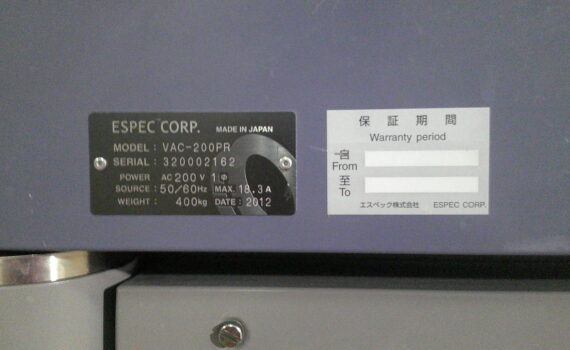 ESPEC CORP. MADE IN JAPAN
MODEL: VAC-200PR
SERIAL: 320002162
POWER SOURCE: AC 200 V 1Φ 50/60Hz MAX. 18.3 A
WEIGHT: 400kg DATE: 2012
保証期間
Warranty period
自
From
至
To
エスペック株式会社 ESPEC CORP.